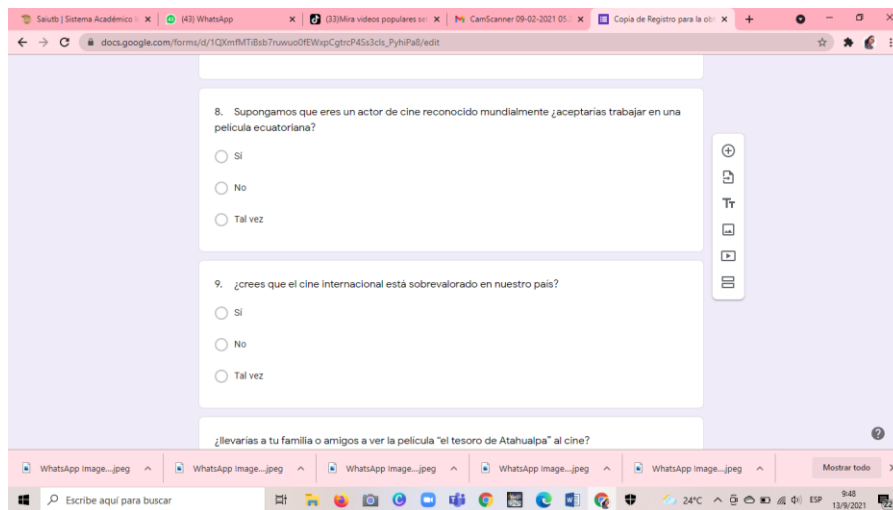 Saiutb | Sistema Académico
(43) WhatsApp
(33)Mira videos populares se
CamScanner 09-02-2021 05.
Copia de Registro para la ob
docs.google.com/forms/d/1QXmfMTiBsb7ruwuo0fEWxpCgtrcP4Ss3cls_PyhiPa8/edit
8. Supongamos que eres un actor de cine reconocido mundialmente ¿aceptarías trabajar en una
película ecuatoriana?
Sí
No
Tal vez
9. ¿crees que el cine internacional está sobrevalorado en nuestro país?
Sí
No
Tal vez
¿llevarías a tu familia o amigos a ver la película “el tesoro de Atahualpa” al cine?
WhatsApp Image....jpeg
WhatsApp Image....jpeg
WhatsApp Image....jpeg
WhatsApp Image....jpeg
WhatsApp Image....jpeg
Mostrar todo
Escribe aquí para buscar
24°C
ESP
9:48
13/9/2021